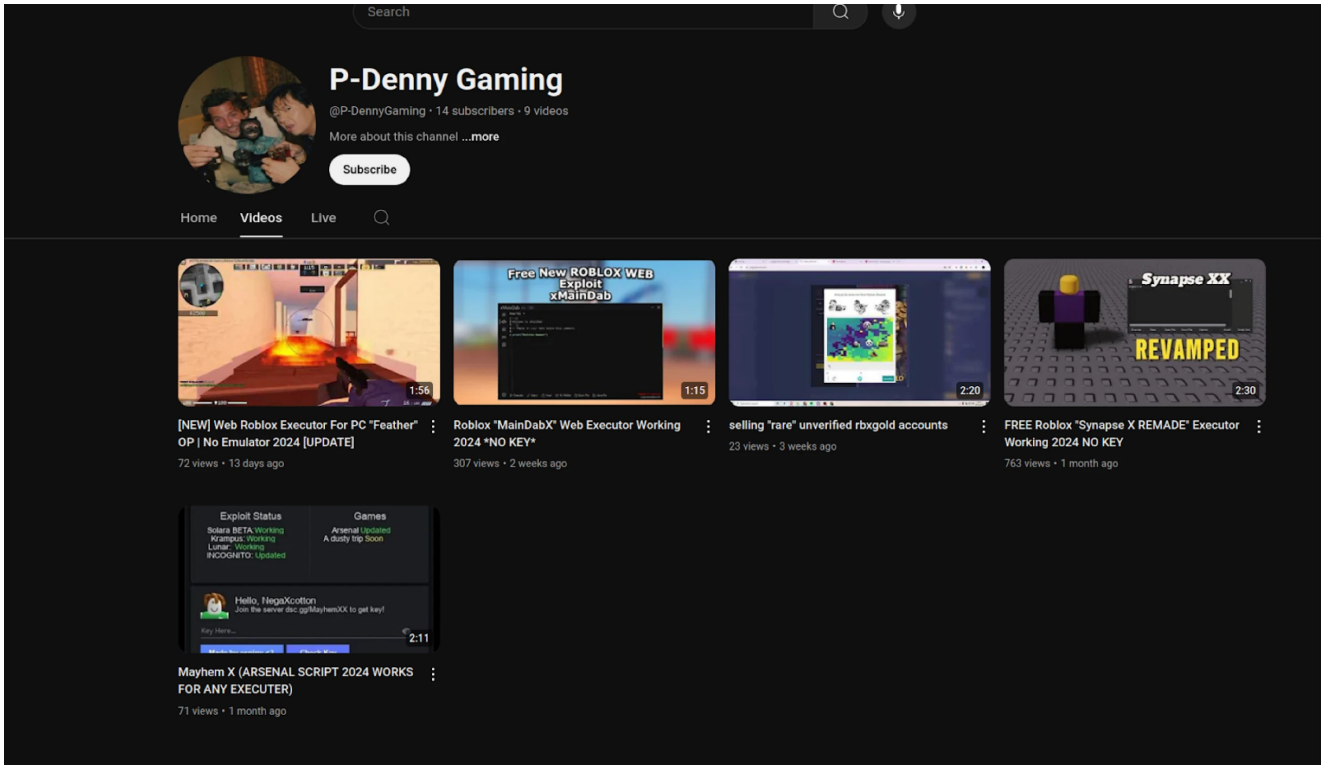 Search
P-Denny Gaming
@P-DennyGaming • 14 subscribers • 9 videos
More about this channel ...more
Subscribe
Home Videos Live
1:56
Free New ROBLOX WEB
Exploit
xMainDab
1:15
2:20
Synapse XX
REVAMPED
2:30
[NEW] Web Roblox Executor For PC "Feather"
OP | No Emulator 2024 [UPDATE]
72 views • 13 days ago
Roblox "MainDabX" Web Executor Working
2024 *NO KEY*
307 views • 2 weeks ago
selling "rare" unverified rbxgold accounts
23 views • 3 weeks ago
FREE Roblox "Synapse X REMADE" Executor
Working 2024 NO KEY
763 views • 1 month ago
Exploit Status
Solara BETA:Working
Krampus: Working
Lunar: Working
INCOGNITO: Updated
Games
Arsenal Updated
A dusty trip Soon
Hello, NegaXcotton
Join the server dsc.gg/MayhemXX to get key!
Key Here...
Check Key
2:11
Mayhem X (ARSENAL SCRIPT 2024 WORKS
FOR ANY EXECUTER)
71 views • 1 month ago